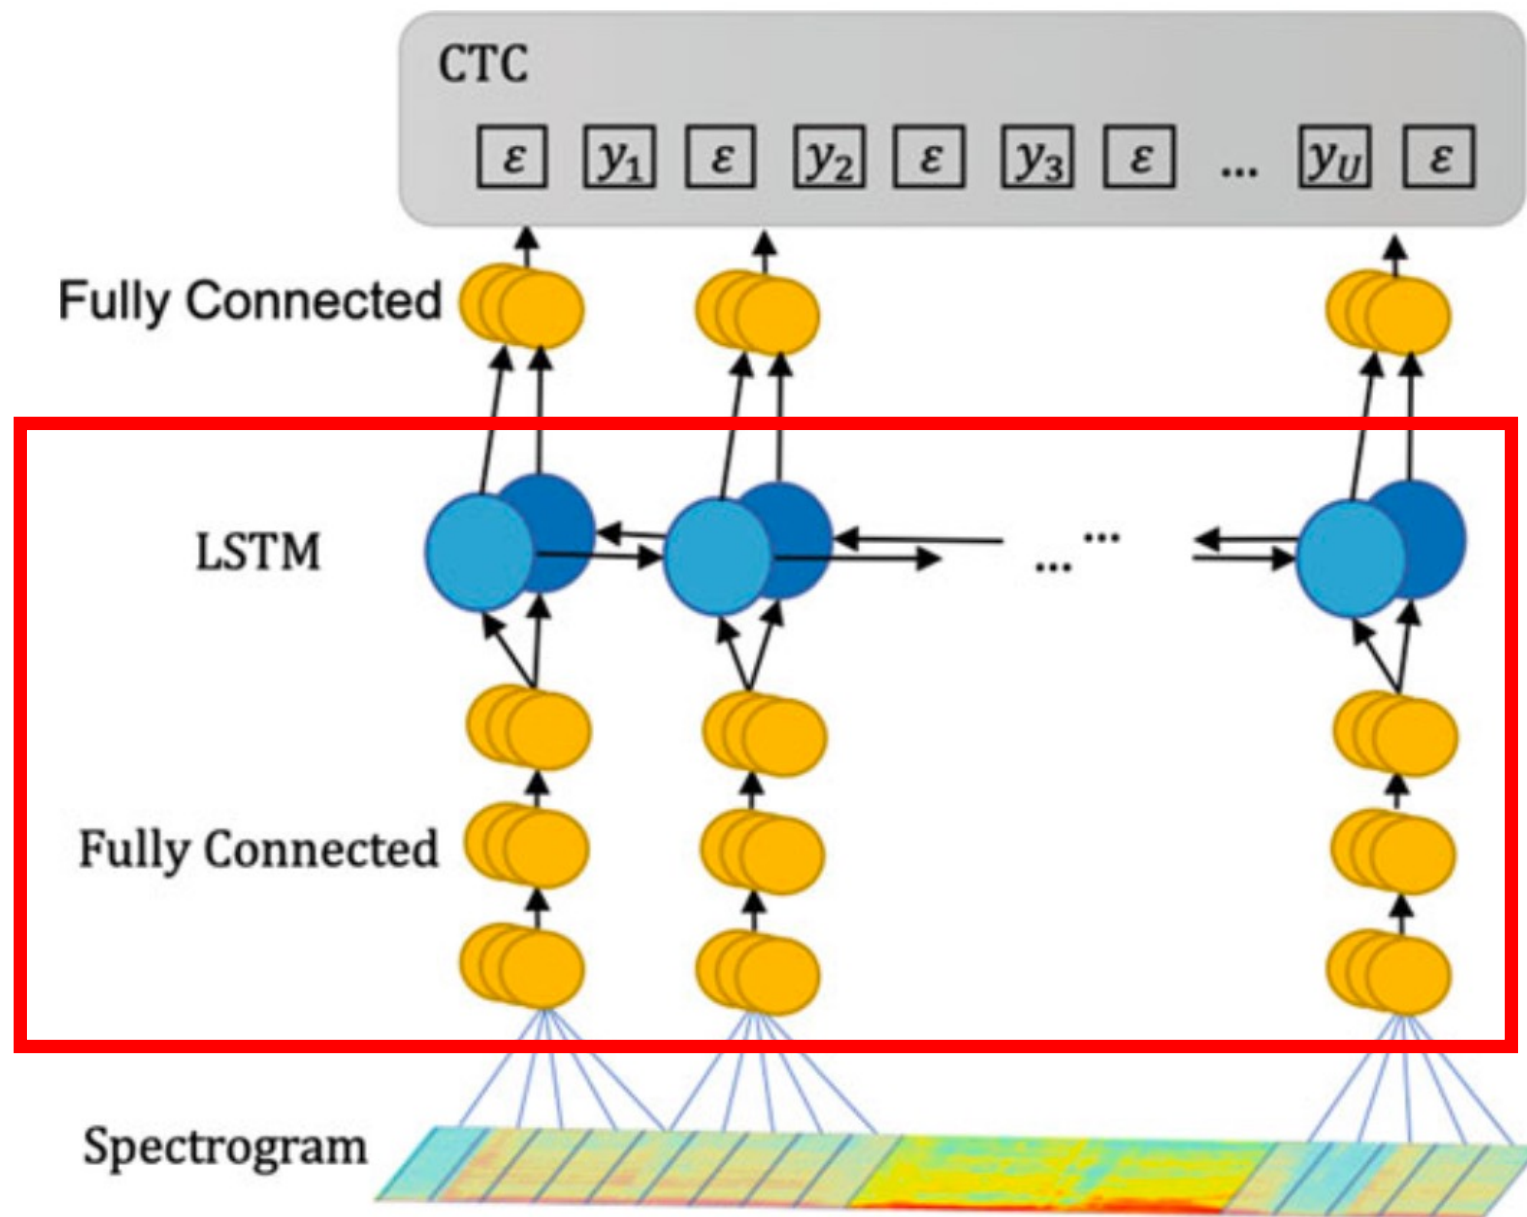 CTC
ε y₁ ε y₂ ε y₃ ε ... y_U ε
Fully Connected
LSTM
... ...
Fully Connected
Spectrogram